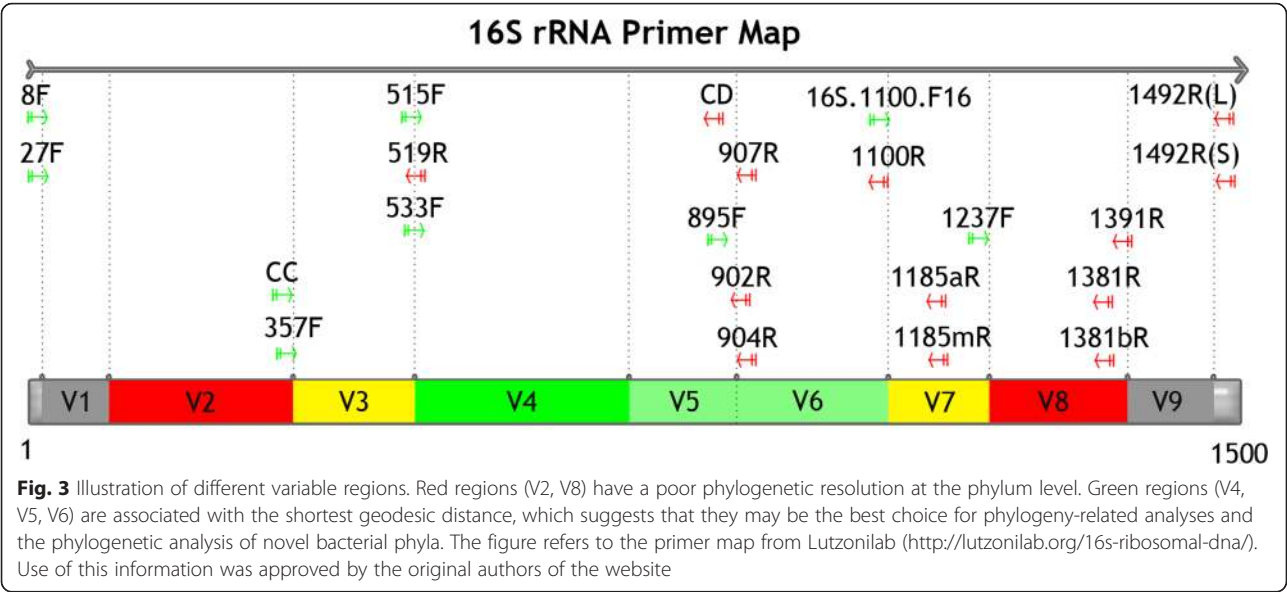 16S rRNA Primer Map
8F 515F CD 16S.1100.F16 1492R(L)
27F 519R 907R 1100R 1492R(S)
533F 895F 1237F 1391R
CC 902R 1185aR 1381R
357F 904R 1185mR 1381bR
V1 V2 V3 V4 V5 V6 V7 V8 V9
1 1500
Fig. 3 Illustration of different variable regions. Red regions (V2, V8) have a poor phylogenetic resolution at the phylum level. Green regions (V4,
V5, V6) are associated with the shortest geodesic distance, which suggests that they may be the best choice for phylogeny-related analyses and
the phylogenetic analysis of novel bacterial phyla. The figure refers to the primer map from Lutzonilab (http://lutzonilab.org/16s-ribosomal-dna/).
Use of this information was approved by the original authors of the website